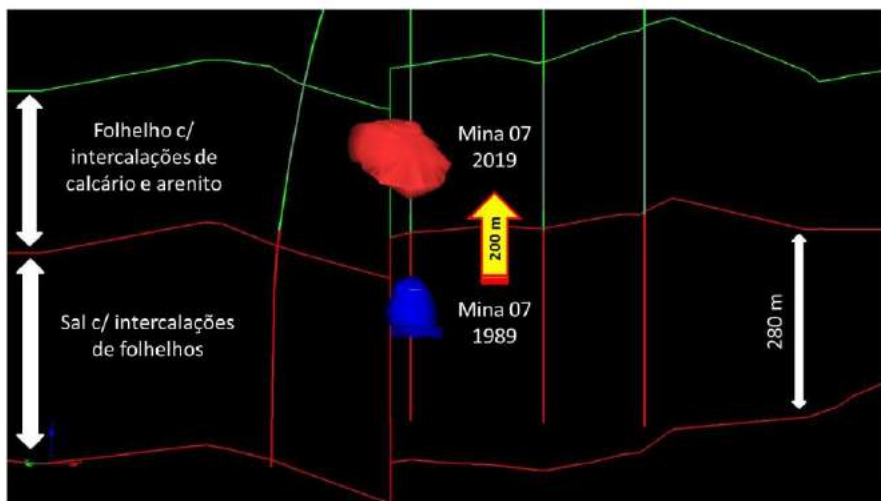 Folhelho c/
intercalações de
calcário e arenito
Mina 07
2019
200 m
Sal c/ intercalações
de folhelhos
Mina 07
1989
280 m